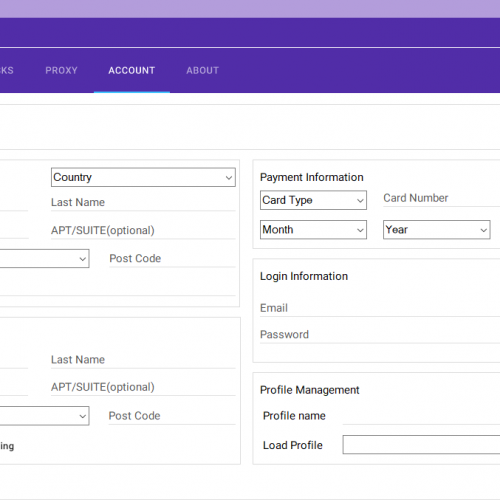 KS PROXY ACCOUNT ABOUT
Country
Last Name
APT/SUITE(optional)
Post Code
Last Name
APT/SUITE(optional)
Post Code
ing
Payment Information
Card Type Card Number
Month Year
Login Information
Email
Password
Profile Management
Profile name
Load Profile